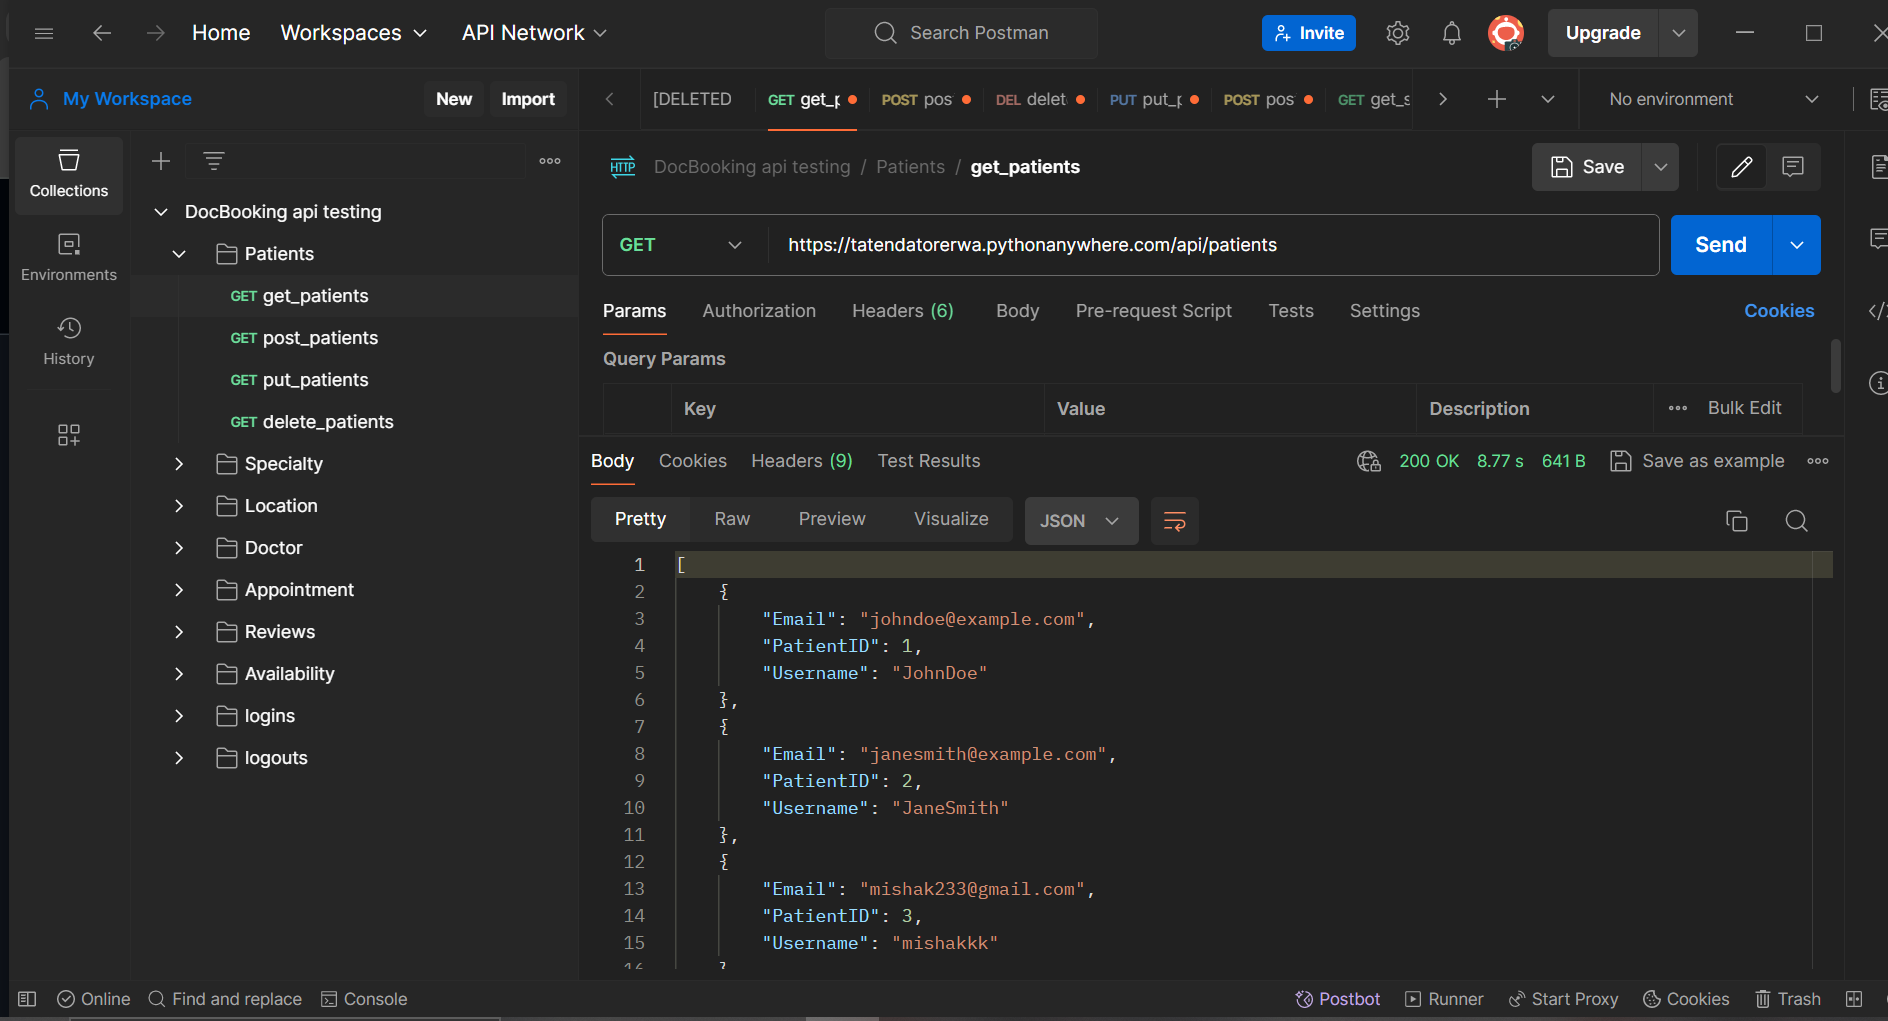 Home Workspaces API Network Search Postman Invite Upgrade
My Workspace New Import [DELETED GET get_p POST pos DEL delet PUT put_p POST pos GET get_s No environment
Collections
Environments
History
DocBooking api testing
Patients
GET get_patients
GET post_patients
GET put_patients
GET delete_patients
Specialty
Location
Doctor
Appointment
Reviews
Availability
logins
logouts
HTTP DocBooking api testing / Patients / get_patients Save
GET https://tatendatorerwa.pythonanywhere.com/api/patients Send
Params Authorization Headers (6) Body Pre-request Script Tests Settings Cookies
Query Params
Key Value Description Bulk Edit
Body Cookies Headers (9) Test Results 200 OK 8.77 s 641 B Save as example
Pretty Raw Preview Visualize JSON
1 [
2 {
3 "Email": "johndoe@example.com",
4 "PatientID": 1,
5 "Username": "JohnDoe"
6 },
7 {
8 "Email": "janesmith@example.com",
9 "PatientID": 2,
10 "Username": "JaneSmith"
11 },
12 {
13 "Email": "mishak233@gmail.com",
14 "PatientID": 3,
15 "Username": "mishakkk"
16 }
Online Find and replace Console Postbot Runner Start Proxy Cookies Trash